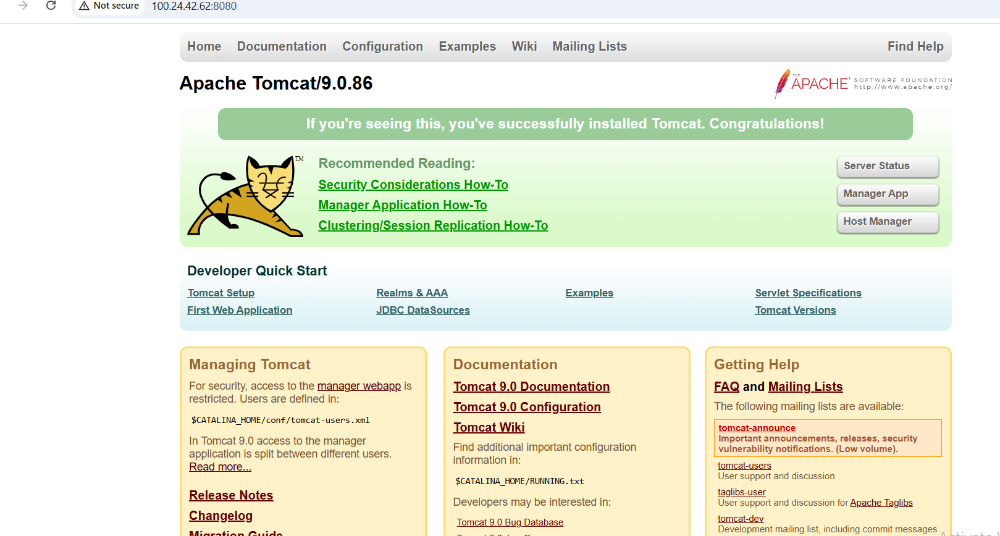 Not secure
100.24.42.62:8080
Home Documentation Configuration Examples Wiki Mailing Lists Find Help
Apache Tomcat/9.0.86
THE
APACHE SOFTWARE FOUNDATION
http://www.apache.org/
If you're seeing this, you've successfully installed Tomcat. Congratulations!
TM
Recommended Reading:
Security Considerations How-To
Manager Application How-To
Clustering/Session Replication How-To
Server Status
Manager App
Host Manager
Developer Quick Start
Tomcat Setup
First Web Application
Realms & AAA
JDBC DataSources
Examples
Servlet Specifications
Tomcat Versions
Managing Tomcat
For security, access to the manager webapp is
restricted. Users are defined in:
$CATALINA_HOME/conf/tomcat-users.xml
In Tomcat 9.0 access to the manager
application is split between different users.
Read more...
Release Notes
Changelog
Migration Guide
Documentation
Tomcat 9.0 Documentation
Tomcat 9.0 Configuration
Tomcat Wiki
Find additional important configuration
information in:
$CATALINA_HOME/RUNNING.txt
Developers may be interested in:
Tomcat 9.0 Bug Database
Getting Help
FAQ and Mailing Lists
The following mailing lists are available:
tomcat-announce
Important announcements, releases, security
vulnerability notifications. (Low volume).
tomcat-users
User support and discussion
taglibs-user
User support and discussion for Apache Taglibs
tomcat-dev
Development mailing list, including commit messages